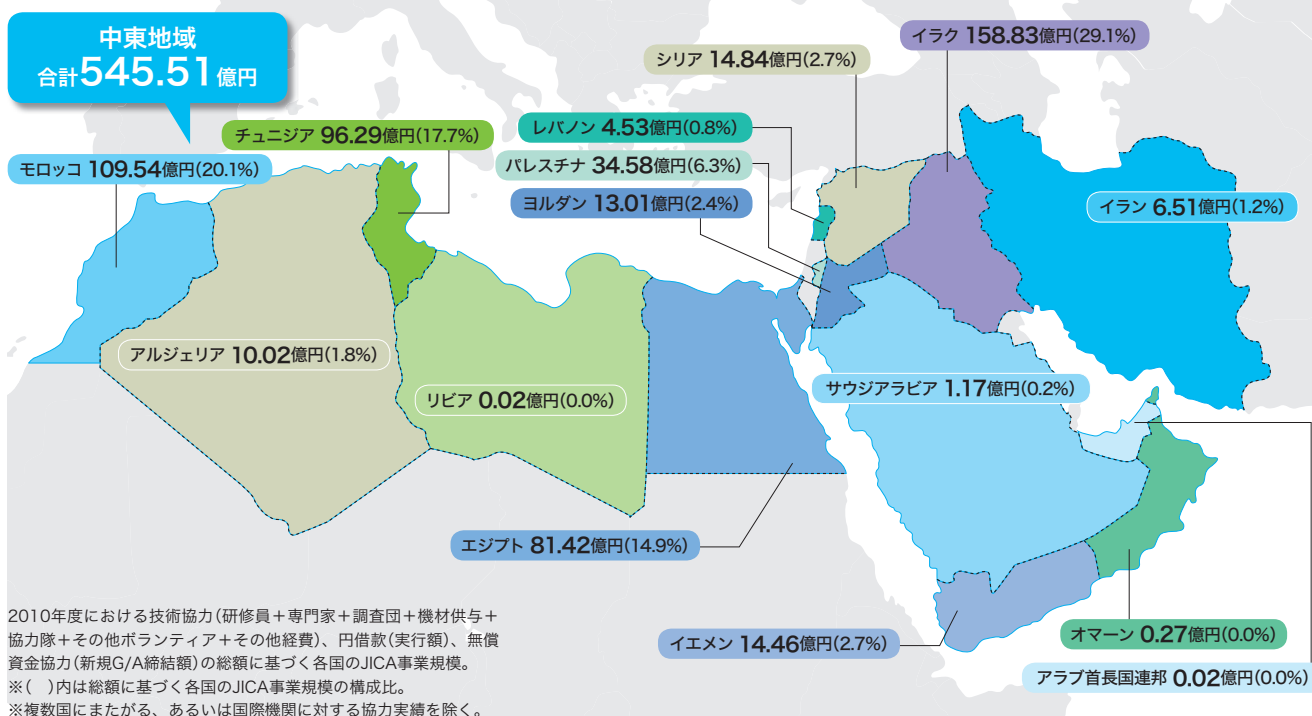 中東地域
合計545.51億円
イラク 158.83億円(29.1%)
シリア 14.84億円(2.7%)
チュニジア 96.29億円(17.7%)
レバノン 4.53億円(0.8%)
モロッコ 109.54億円(20.1%)
パレスチナ 34.58億円(6.3%)
ヨルダン 13.01億円(2.4%)
イラン 6.51億円(1.2%)
アルジェリア 10.02億円(1.8%)
リビア 0.02億円(0.0%)
サウジアラビア 1.17億円(0.2%)
エジプト 81.42億円(14.9%)
イエメン 14.46億円(2.7%)
オマーン 0.27億円(0.0%)
アラブ首長国連邦 0.02億円(0.0%)
2010年度における技術協力(研修員+専門家+調査団+機材供与+
協力隊+その他ボランティア+その他経費)、円借款(実行額)、無償
資金協力(新規G/A締結額)の総額に基づく各国のJICA事業規模。
※( )内は総額に基づく各国のJICA事業規模の構成比。
※複数国にまたがる、あるいは国際機関に対する協力実績を除く。